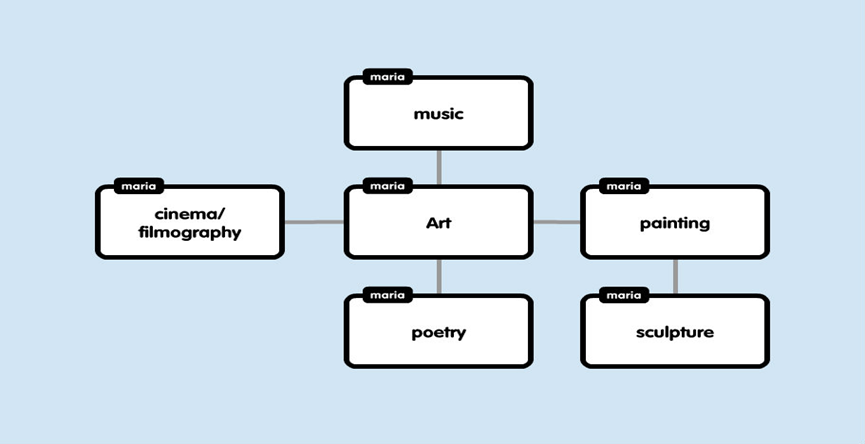 maria
music
maria
cinema/
filmography
maria
Art
maria
painting
maria
poetry
maria
sculpture